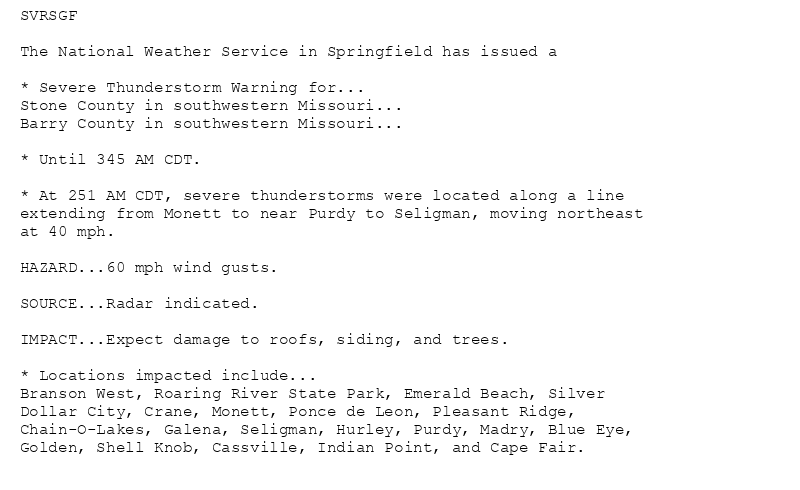 SVRSGF
The National Weather Service in Springfield has issued a
* Severe Thunderstorm Warning for...
Stone County in southwestern Missouri...
Barry County in southwestern Missouri...
* Until 345 AM CDT.
* At 251 AM CDT, severe thunderstorms were located along a line
extending from Monett to near Purdy to Seligman, moving northeast
at 40 mph.
HAZARD...60 mph wind gusts.
SOURCE...Radar indicated.
IMPACT...Expect damage to roofs, siding, and trees.
* Locations impacted include...
Branson West, Roaring River State Park, Emerald Beach, Silver
Dollar City, Crane, Monett, Ponce de Leon, Pleasant Ridge,
Chain-O-Lakes, Galena, Seligman, Hurley, Purdy, Madry, Blue Eye,
Golden, Shell Knob, Cassville, Indian Point, and Cape Fair.